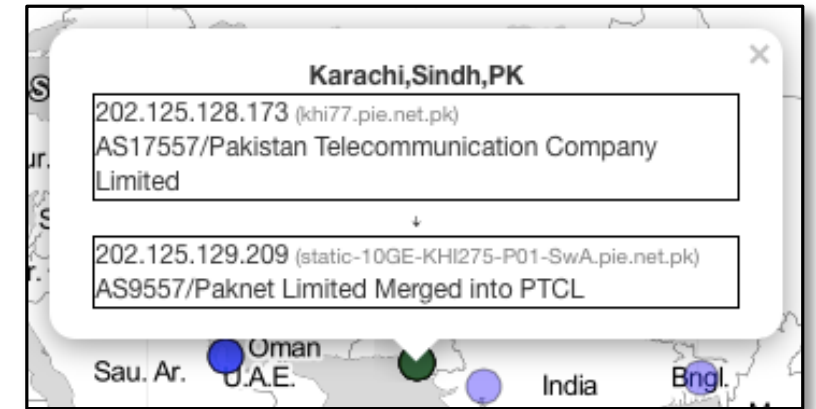 Karachi,Sindh,PK
×
202.125.128.173 (khi77.pie.net.pk)
AS17557/Pakistan Telecommunication Company
Limited
↓
202.125.129.209 (static-10GE-KHI275-P01-SwA.pie.net.pk)
AS9557/Paknet Limited Merged into PTCL
Oman
Sau. Ar.
U.A.E.
India
Bngl.